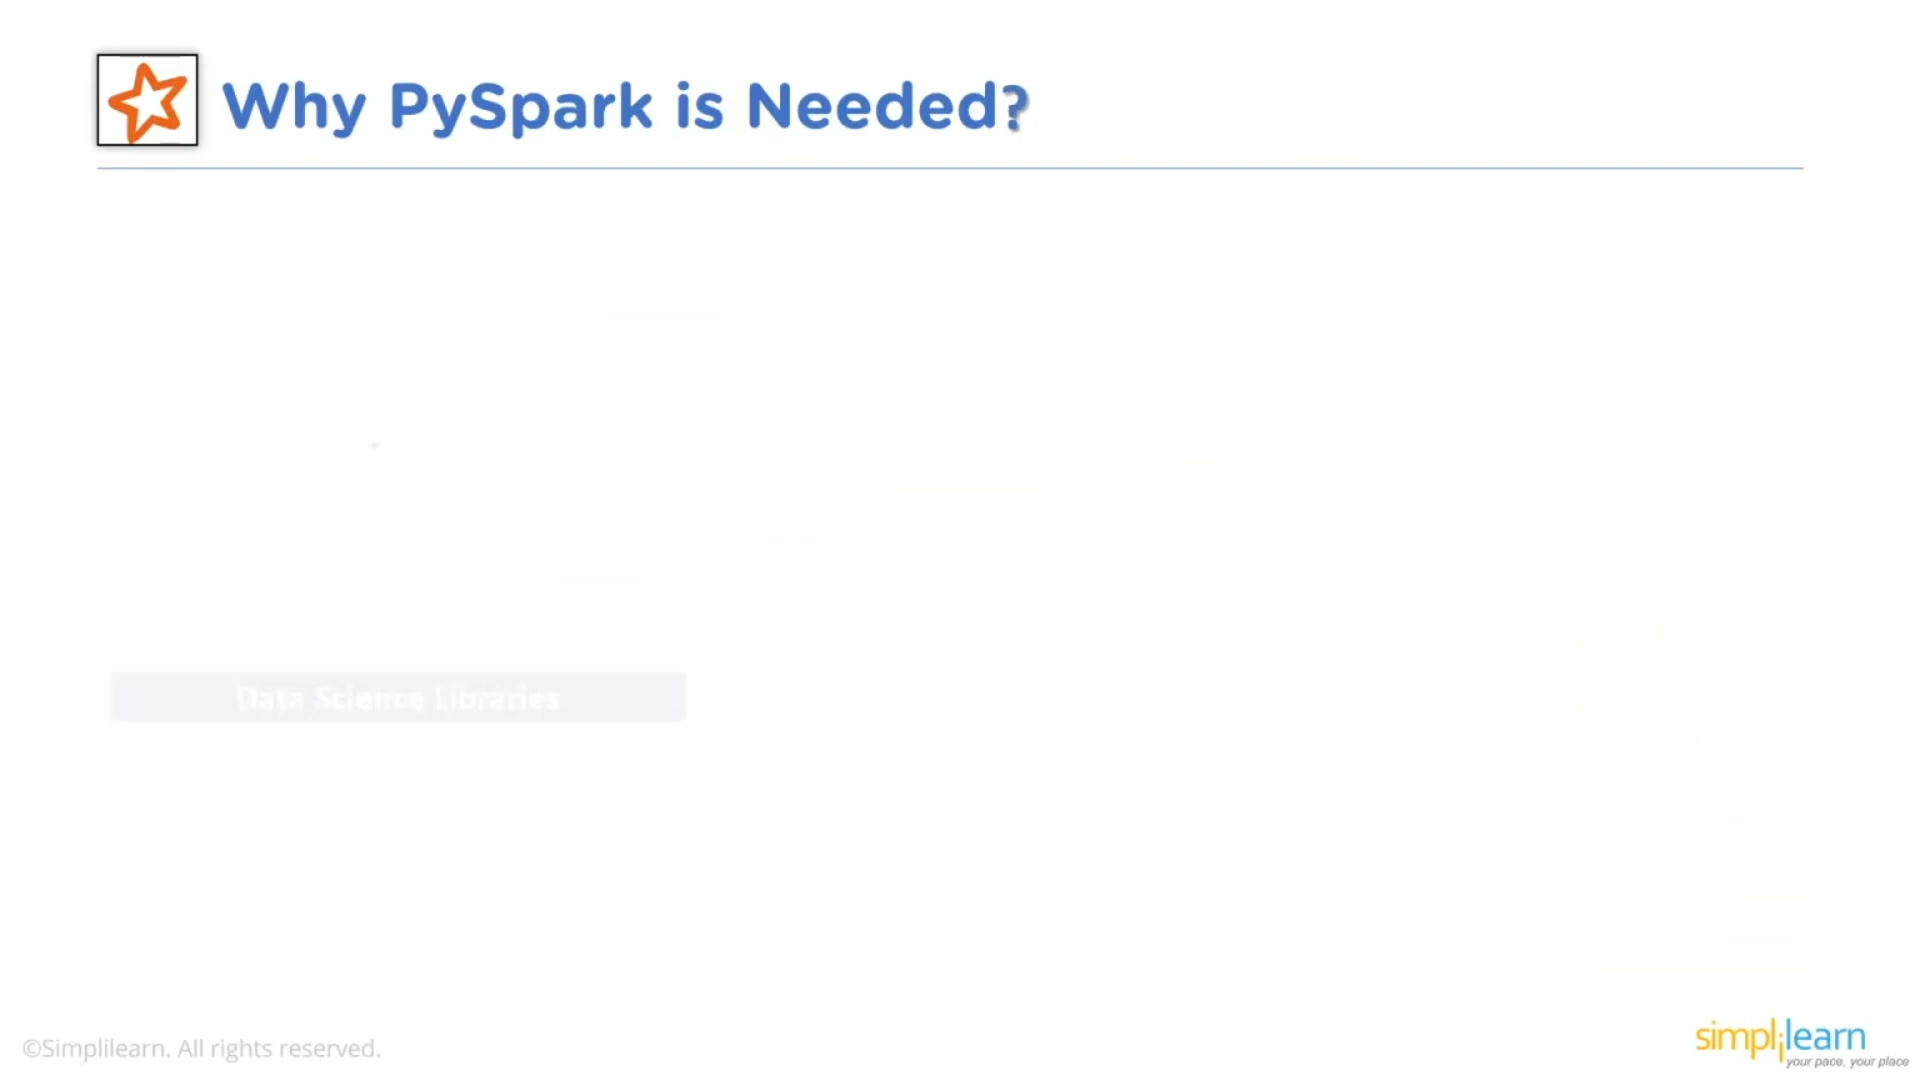 Why PySpark is Needed?
Data Science Libraries
©Simplilearn. All rights reserved.
simplilearn
your pace, your place